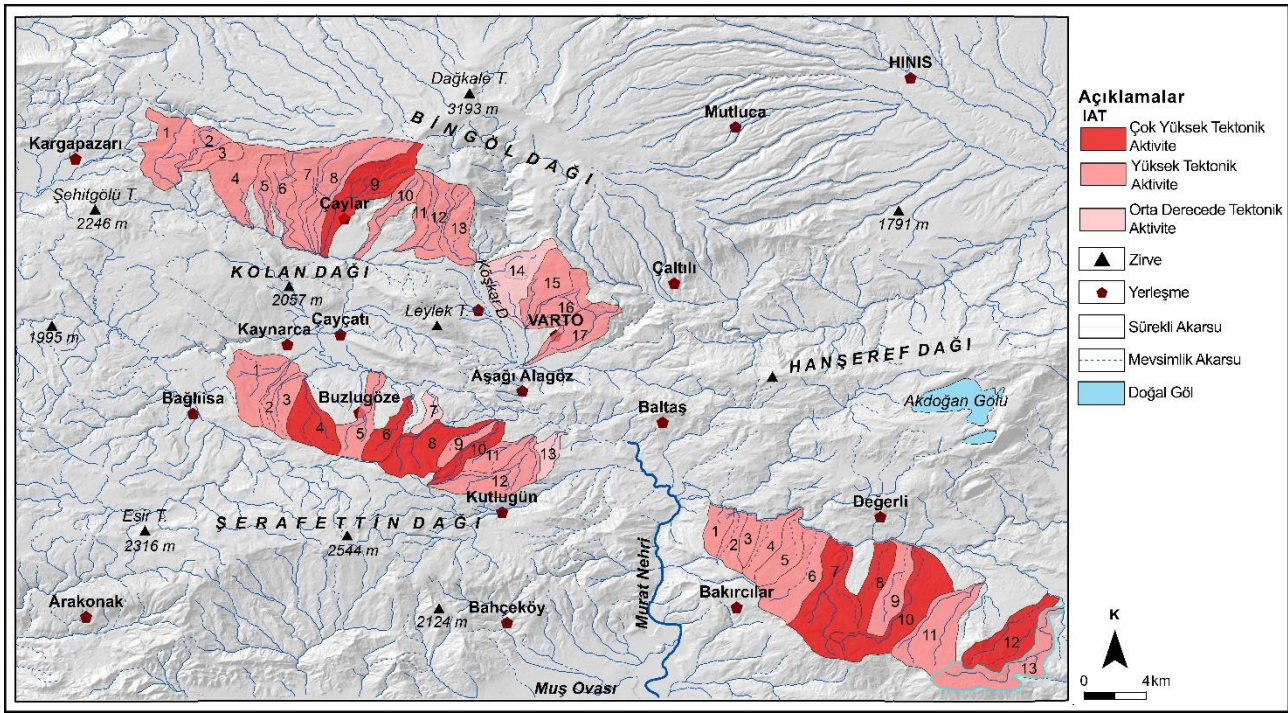 Dağkale T.
3193 m
HINIS
Mutluca
BİNGÖL DAĞI
Kargapazarı
Şehitgölü T.
2246 m
1
2
3
4
5
6
7
8
9
10
11
12
13
Çaylar
1791 m
KOLAN DAĞI
2057 m
Köşkar D.
14
15
16
17
VARTO
Çaltılı
Leylek T.
Kaynarca
Çayçatı
1995 m
HANŞEREF DAĞI
Aşağı Alagöz
Bağlıisa
Buzlugöze
1
2
3
4
5
6
7
8
9
10
11
12
13
Baltaş
Akdoğan Gölü
Kutlugün
Değerli
Esir T.
2316 m
ŞERAFETTİN DAĞI
2544 m
Murat Nehri
1
2
3
4
5
6
7
8
9
10
11
12
13
Bakırcılar
Arakonak
2124 m
Bahçeköy
Muş Ovası
Açıklamalar
IAT
Çok Yüksek Tektonik
Aktivite
Yüksek Tektonik
Aktivite
Orta Derecede Tektonik
Aktivite
Zirve
Yerleşme
Sürekli Akarsu
Mevsimlik Akarsu
Doğal Göl
K
0 4km